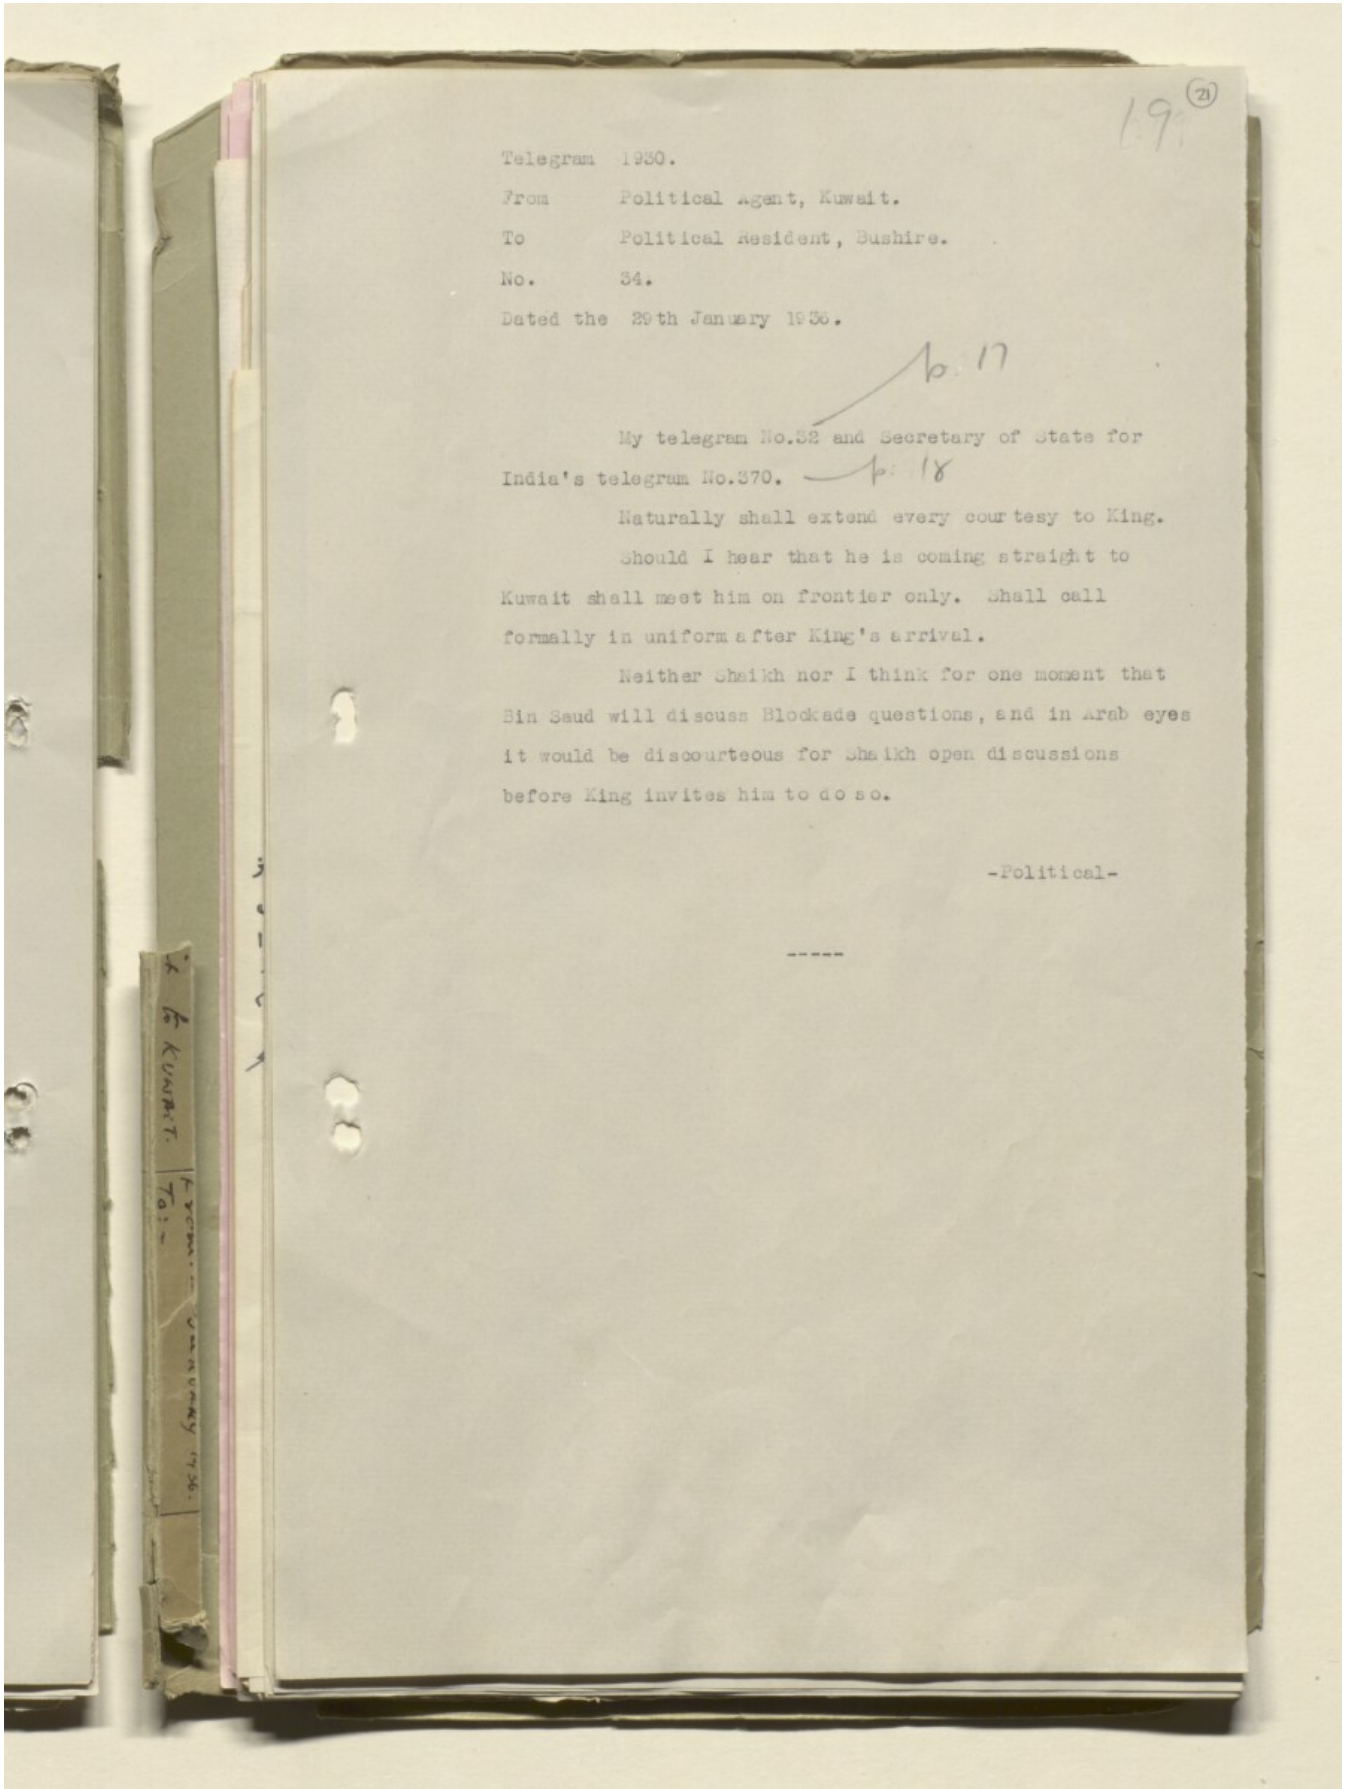 21
19
Telegram 1930.
From Political Agent, Kuwait.
To Political Resident, Bushire.
No. 34.
Dated the 29th January 1936.
p. 17
My telegram No.32 and Secretary of State for
India's telegram No.370. p. 18
Naturally shall extend every courtesy to King.
Should I hear that he is coming straight to
Kuwait shall meet him on frontier only. Shall call
formally in uniform after King's arrival.
Neither Shaikh nor I think for one moment that
Bin Saud will discuss Blockade questions, and in Arab eyes
it would be discourteous for Shaikh open discussions
before King invites him to do so.
-Political-
-----
to KUWAIT.
From:- January 1936.
To:-